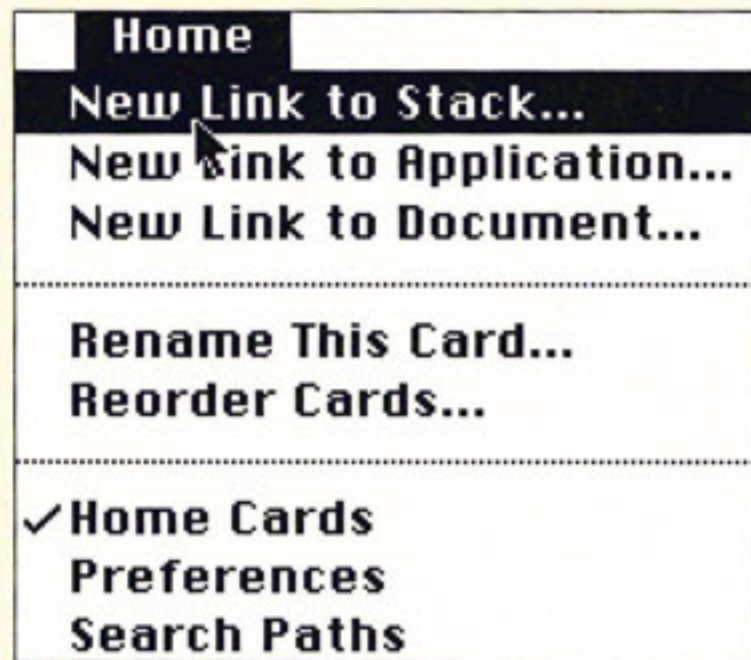 Home
New Link to Stack...
New Link to Application...
New Link to Document...
Rename This Card...
Reorder Cards...
Home Cards
Preferences
Search Paths